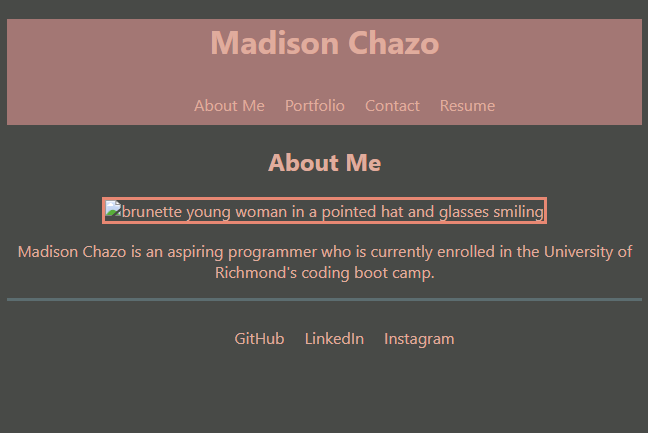 Madison Chazo
About Me Portfolio Contact Resume
About Me
brunette young woman in a pointed hat and glasses smiling
Madison Chazo is an aspiring programmer who is currently enrolled in the University of
Richmond's coding boot camp.
GitHub LinkedIn Instagram